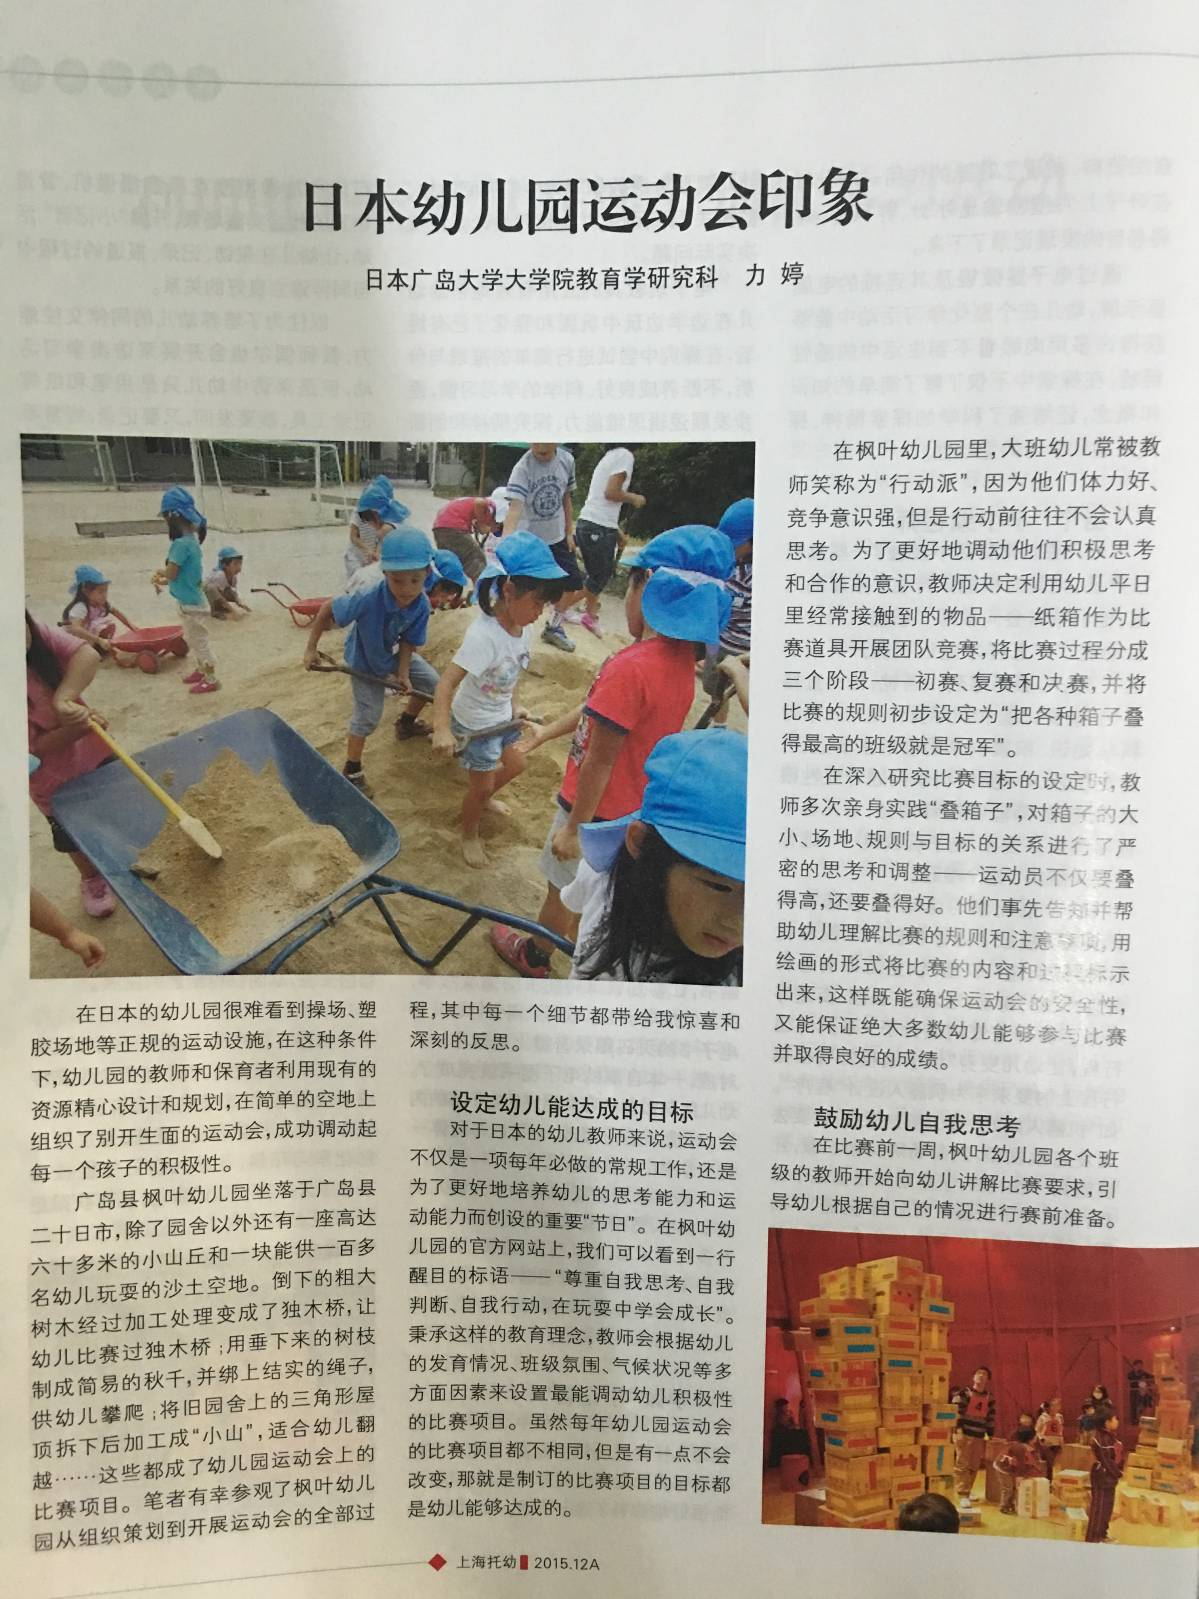 日本幼儿园运动会印象
日本广岛大学大学院教育学研究科 力 婷
在日本的幼儿园很难看到操场、塑
胶场地等正规的运动设施,在这种条件
下,幼儿园的教师和保育者利用现有的
资源精心设计和规划,在简单的空地上
组织了别开生面的运动会,成功调动起
每一个孩子的积极性。
广岛县枫叶幼儿园坐落于广岛县
二十日市,除了园舍以外还有一座高达
六十多米的小山丘和一块能供一百多
名幼儿玩耍的沙土空地。倒下的粗大
树木经过加工处理变成了独木桥,让
幼儿比赛过独木桥;用垂下来的树枝
制成简易的秋千,并绑上结实的绳子,
供幼儿攀爬;将旧园舍上的三角形屋
顶拆下后加工成“小山”,适合幼儿翻
越……这些都成了幼儿园运动会上的
比赛项目。笔者有幸参观了枫叶幼儿
园从组织策划到开展运动会的全部过
程,其中每一个细节都带给我惊喜和
深刻的反思。
设定幼儿能达成的目标
对于日本的幼儿教师来说,运动会
不仅是一项每年必做的常规工作,还是
为了更好地培养幼儿的思考能力和运
动能力而创设的重要“节日”。在枫叶幼
儿园的官方网站上,我们可以看到一行
醒目的标语——“尊重自我思考、自我
判断、自我行动,在玩耍中学会成长”。
秉承这样的教育理念,教师会根据幼儿
的发育情况、班级氛围、气候状况等多
方面因素来设置最能调动幼儿积极性
的比赛项目。虽然每年幼儿园运动会
的比赛项目都不相同,但是有一点不会
改变,那就是制订的比赛项目的目标都
是幼儿能够达成的。
在枫叶幼儿园里,大班幼儿常被教
师笑称为“行动派”,因为他们体力好、
竞争意识强,但是行动前往往不会认真
思考。为了更好地调动他们积极思考
和合作的意识,教师决定利用幼儿平日
里经常接触到的物品——纸箱作为比
赛道具开展团队竞赛,将比赛过程分成
三个阶段——初赛、复赛和决赛,并将
比赛的规则初步设定为“把各种箱子叠
得最高的班级就是冠军”。
在深入研究比赛目标的设定时,教
师多次亲身实践“叠箱子”,对箱子的大
小、场地、规则与目标的关系进行了严
密的思考和调整——运动员不仅要叠
得高,还要叠得好。他们事先告知并帮
助幼儿理解比赛的规则和注意事项,用
绘画的形式将比赛的内容和过程标示
出来,这样既能确保运动会的安全性,
又能保证绝大多数幼儿能够参与比赛
并取得良好的成绩。
鼓励幼儿自我思考
在比赛前一周,枫叶幼儿园各个班
级的教师开始向幼儿讲解比赛要求,引
导幼儿根据自己的情况进行赛前准备。
上海托幼 2015.12A